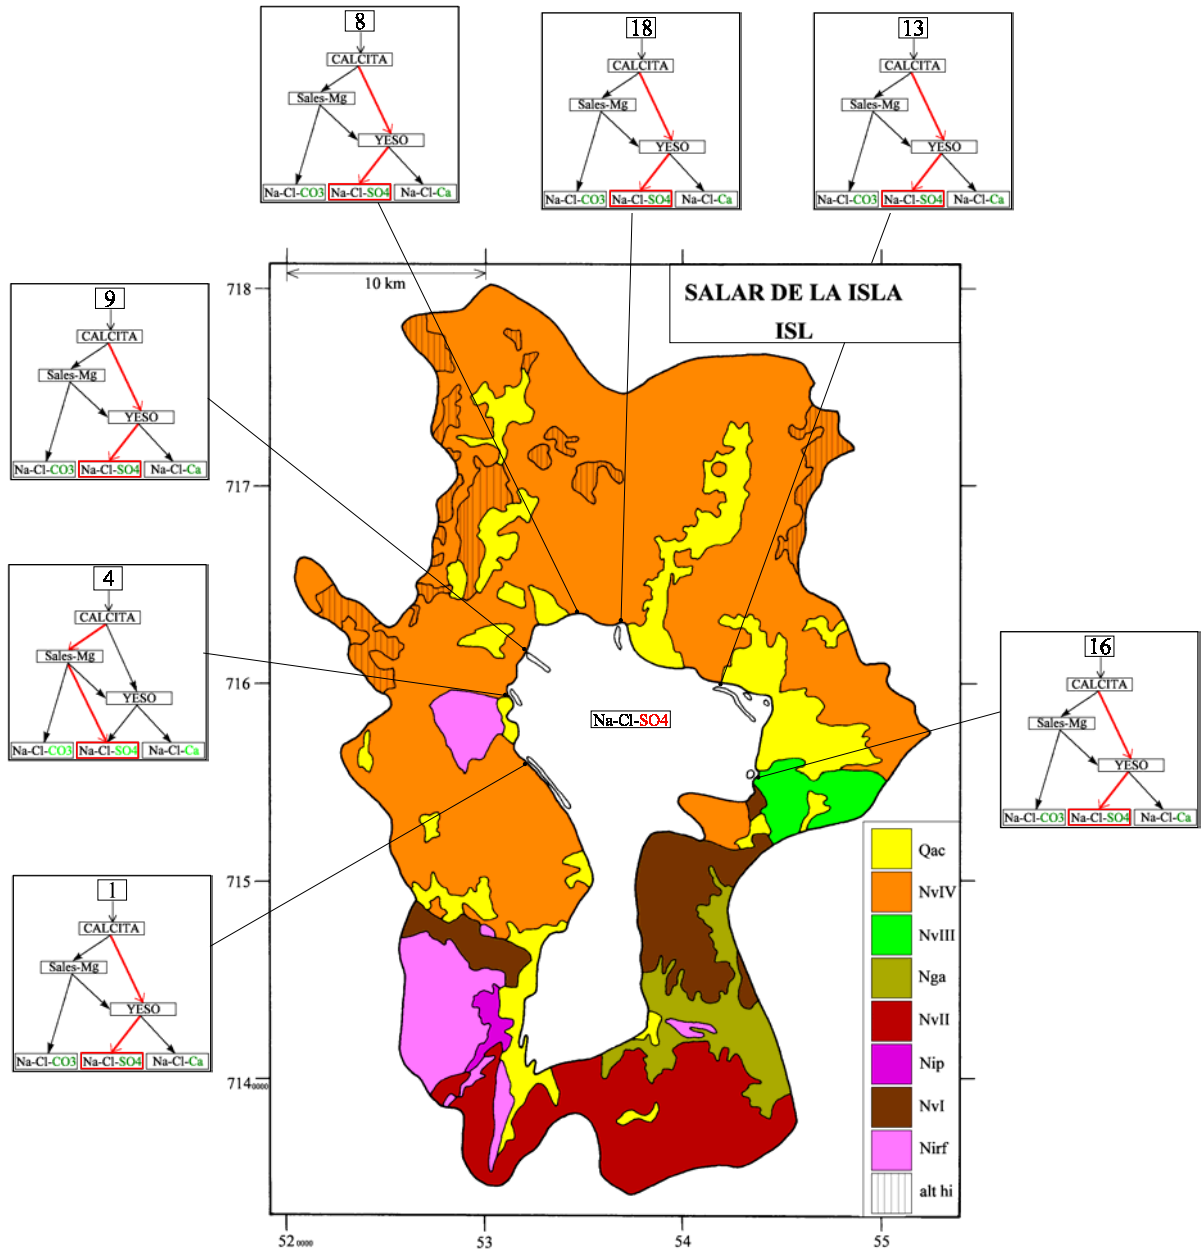 8
CALCITA
Sales-Mg
YESO
Na-Cl-CO3 Na-Cl-SO4 Na-Cl-Ca
18
CALCITA
Sales-Mg
YESO
Na-Cl-CO3 Na-Cl-SO4 Na-Cl-Ca
13
CALCITA
Sales-Mg
YESO
Na-Cl-CO3 Na-Cl-SO4 Na-Cl-Ca
9
CALCITA
Sales-Mg
YESO
Na-Cl-CO3 Na-Cl-SO4 Na-Cl-Ca
4
CALCITA
Sales-Mg
YESO
Na-Cl-CO3 Na-Cl-SO4 Na-Cl-Ca
1
CALCITA
Sales-Mg
YESO
Na-Cl-CO3 Na-Cl-SO4 Na-Cl-Ca
16
CALCITA
Sales-Mg
YESO
Na-Cl-CO3 Na-Cl-SO4 Na-Cl-Ca
SALAR DE LA ISLA
ISL
10 km
718
717
716
715
7140000
Na-Cl-SO4
Qac
NvIV
NvIII
Nga
NvII
Nip
NvI
Nirf
alt hi
520000 53 54 55